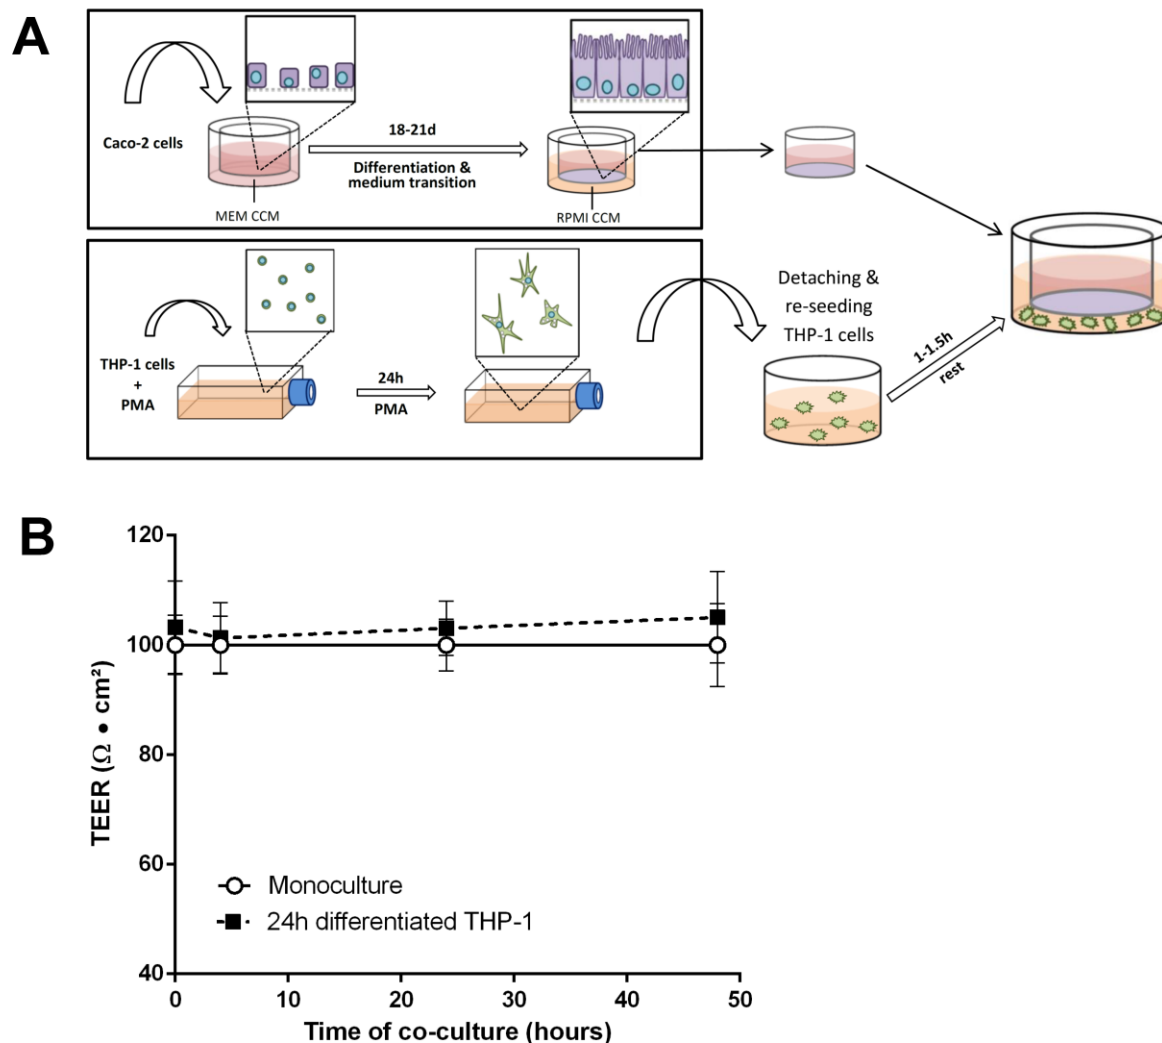 A
Caco-2 cells
18-21d
Differentiation &
medium transition
MEM CCM
RPMI CCM
THP-1 cells
+
PMA
24h
PMA
Detaching &
re-seeding
THP-1 cells
1-1.5h
rest
B
TEER (Ω • cm²)
120
100
80
60
40
Monoculture
24h differentiated THP-1
0
10
20
30
40
50
Time of co-culture (hours)